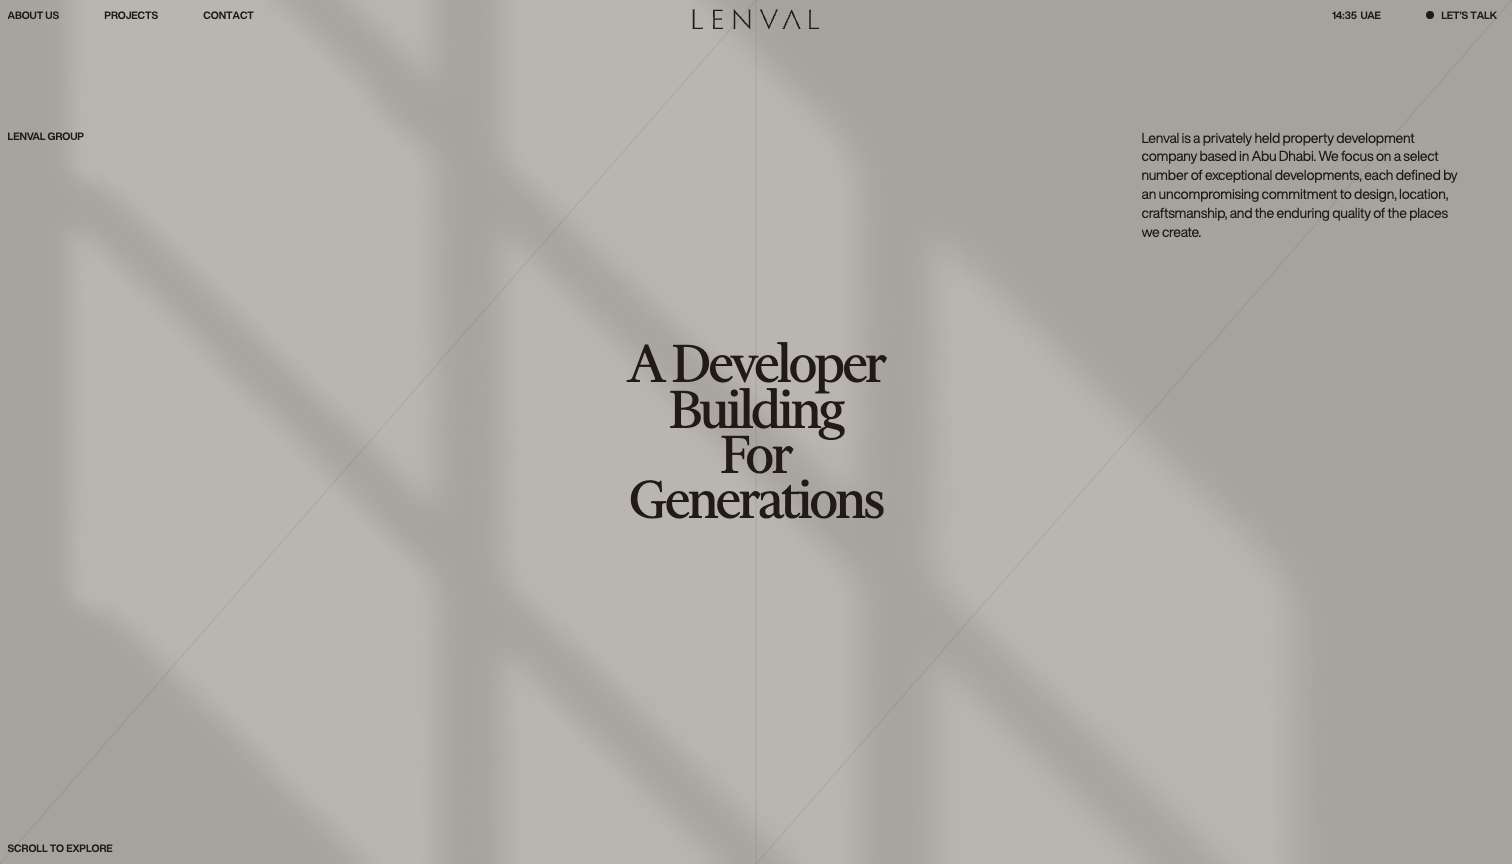 ABOUT US
PROJECTS
CONTACT
LENVAL
14:35 UAE
LET'S TALK
LENVAL GROUP
Lenval is a privately held property development
company based in Abu Dhabi. We focus on a select
number of exceptional developments, each defined by
an uncompromising commitment to design, location,
craftsmanship, and the enduring quality of the places
we create.
A Developer
Building
For
Generations
SCROLL TO EXPLORE